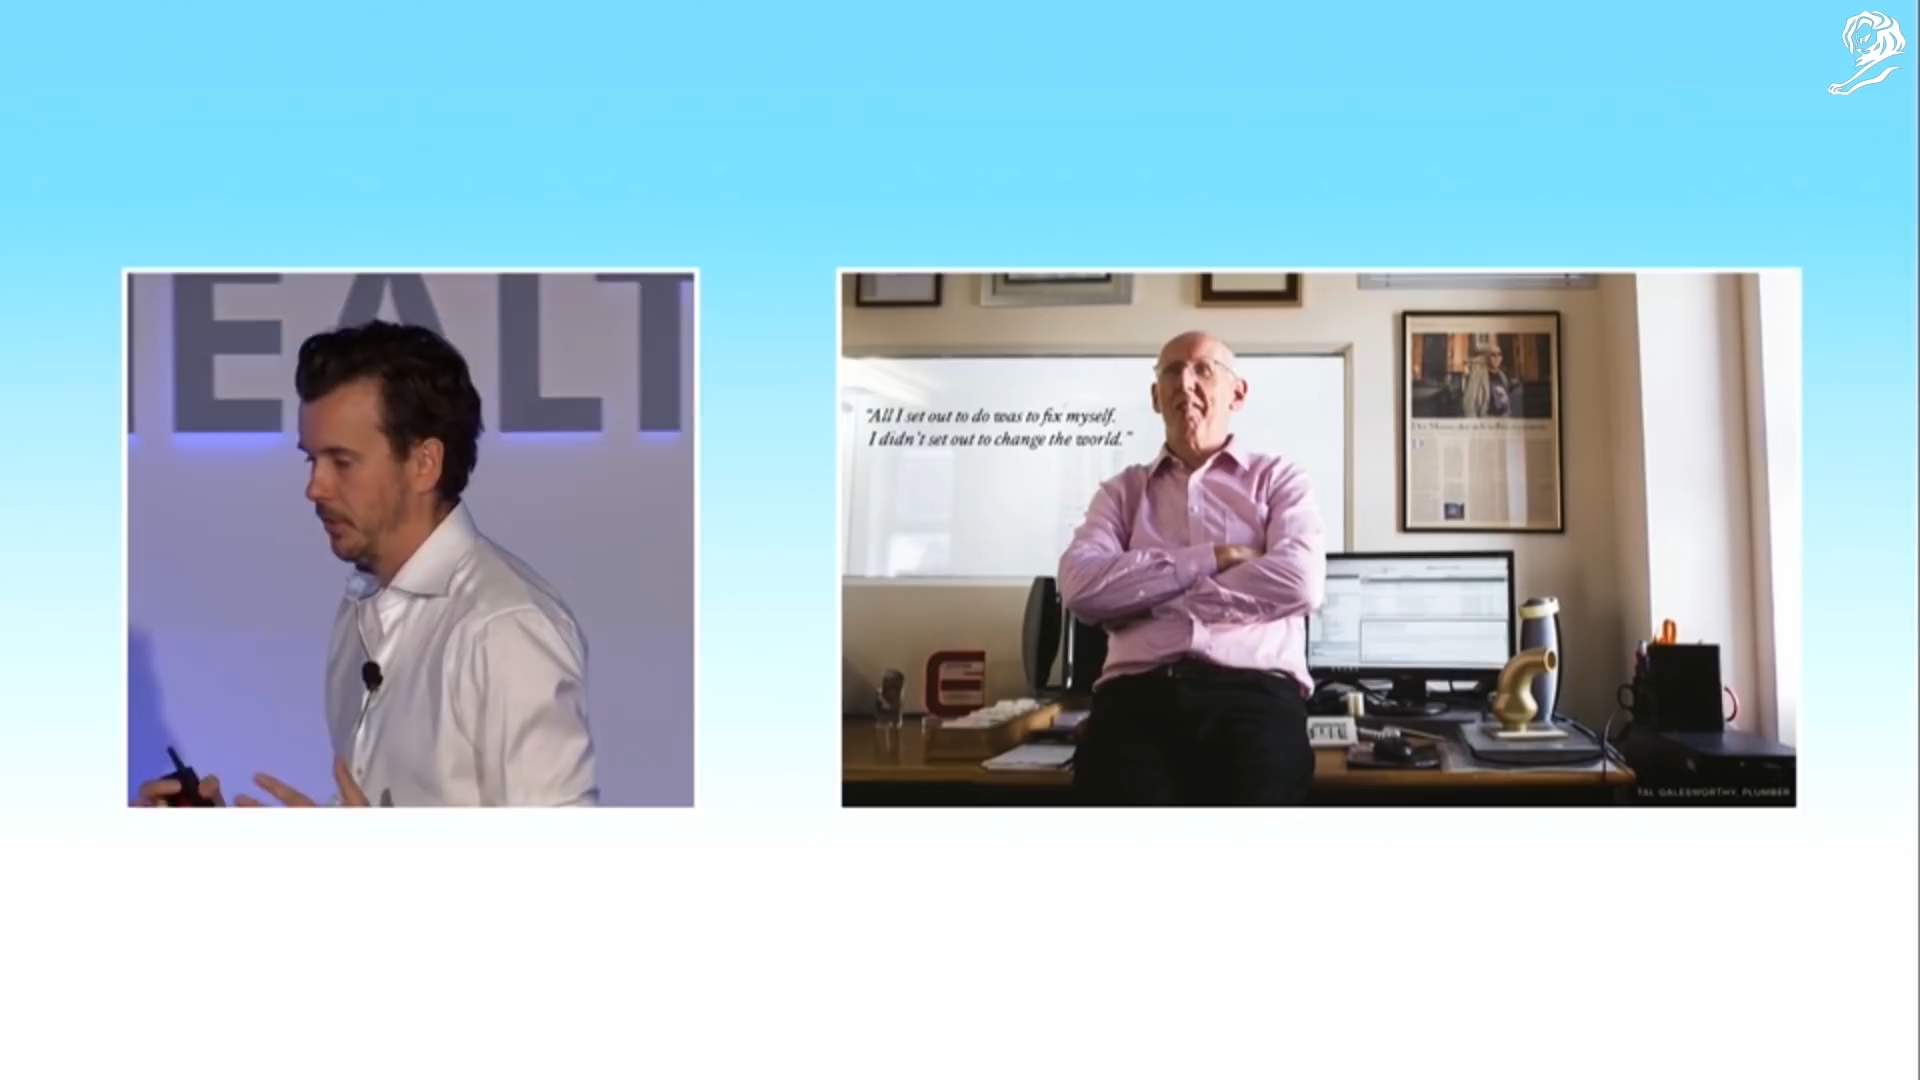 EALT
"All I set out to do was to fix myself.
I didn't set out to change the world."
TAL GALESWORTHY, PLUMBER